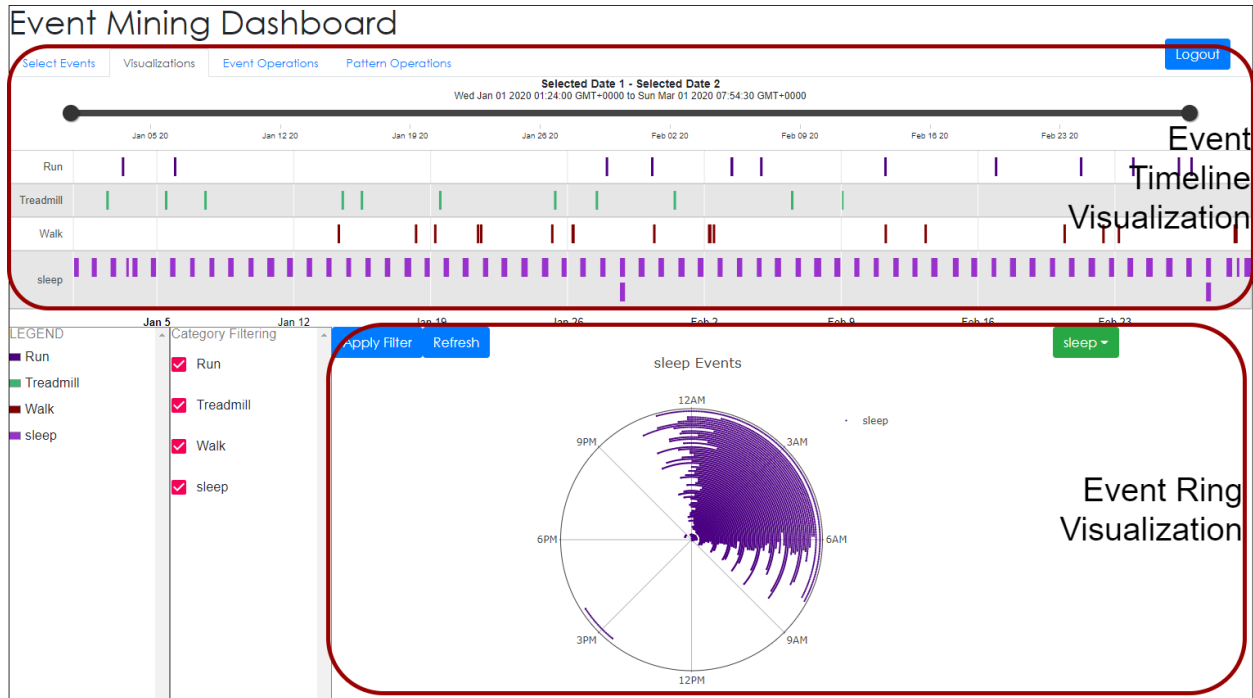 Event Mining Dashboard
Logout
Select Events Visualizations Event Operations Pattern Operations
Selected Date 1 - Selected Date 2
Wed Jan 01 2020 01:24:00 GMT+0000 to Sun Mar 01 2020 07:54:30 GMT+0000
Jan 05 20 Jan 12 20 Jan 19 20 Jan 26 20 Feb 02 20 Feb 09 20 Feb 16 20 Feb 23 20
Event
Timeline
Visualization
Run
Treadmill
Walk
sleep
Jan 5 Jan 12 Jan 19 Jan 26 Feb 2 Feb 9 Feb 16 Feb 23
LEGEND
Run
Treadmill
Walk
sleep
Category Filtering
Run
Treadmill
Walk
sleep
Apply Filter Refresh
sleep
sleep Events
12AM
3AM
6AM
9AM
12PM
3PM
6PM
9PM
sleep
Event Ring
Visualization